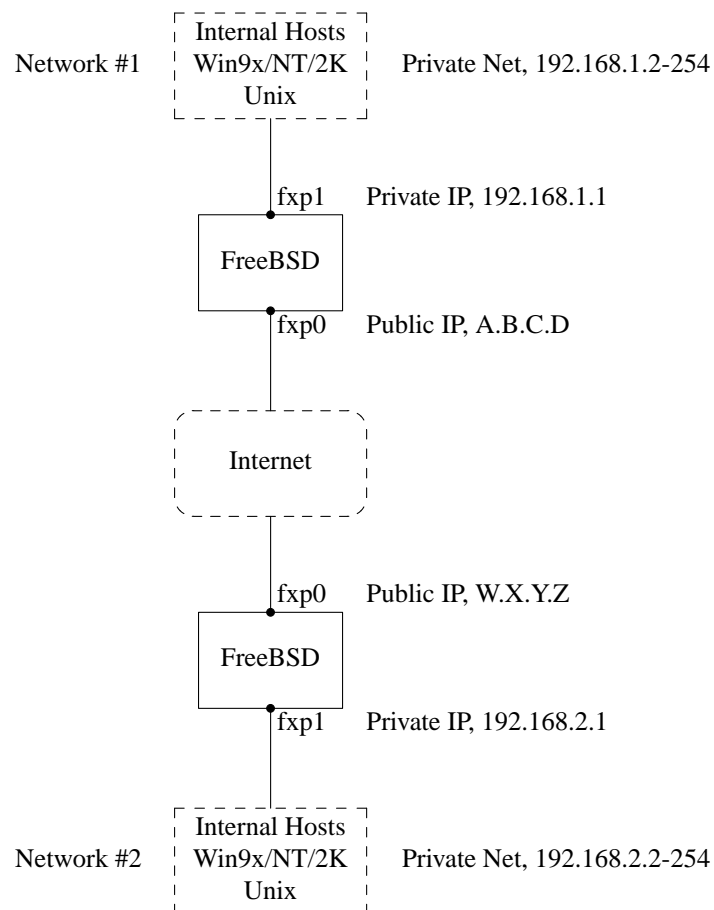 Internal Hosts
Network #1 Win9x/NT/2K Private Net, 192.168.1.2-254
Unix
fxp1 Private IP, 192.168.1.1
FreeBSD
fxp0 Public IP, A.B.C.D
Internet
fxp0 Public IP, W.X.Y.Z
FreeBSD
fxp1 Private IP, 192.168.2.1
Internal Hosts
Network #2 Win9x/NT/2K Private Net, 192.168.2.2-254
Unix